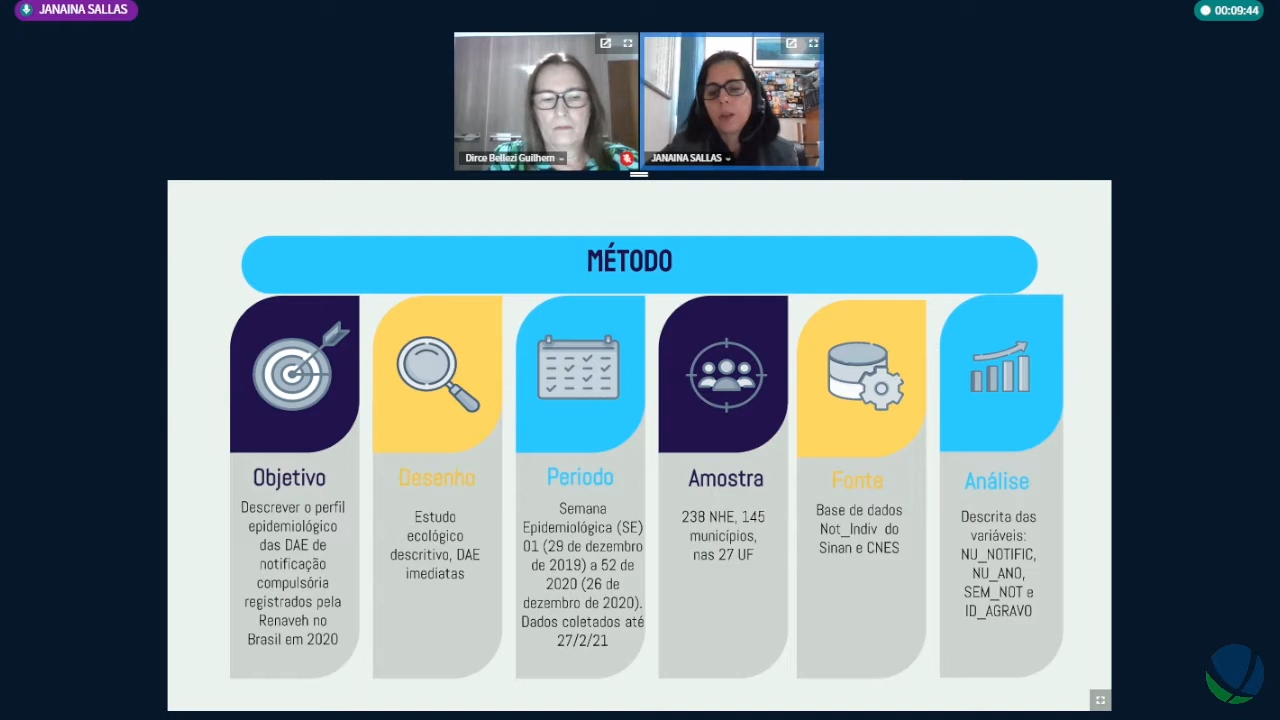 JANAINA SALLAS
00:09:44
Dirce Bellezi Guilhem
JANAINA SALLAS
MÉTODO
Objetivo
Descrever o perfil
epidemiológico
das DAE de
notificação
compulsória
registrados pela
Renaveh no
Brasil em 2020
Desenho
Estudo
ecológico
descritivo, DAE
imediatas
Periodo
Semana
Epidemiológica (SE)
01 (29 de dezembro
de 2019) a 52 de
2020 (26 de
dezembro de 2020).
Dados coletados até
27/2/21
Amostra
238 NHE, 145
municípios,
nas 27 UF
Fonte
Base de dados
Not_Indiv do
Sinan e CNES
Análise
Descrita das
variáveis:
NU_NOTIFIC,
NU_ANO,
SEM_NOT e
ID_AGRAVO